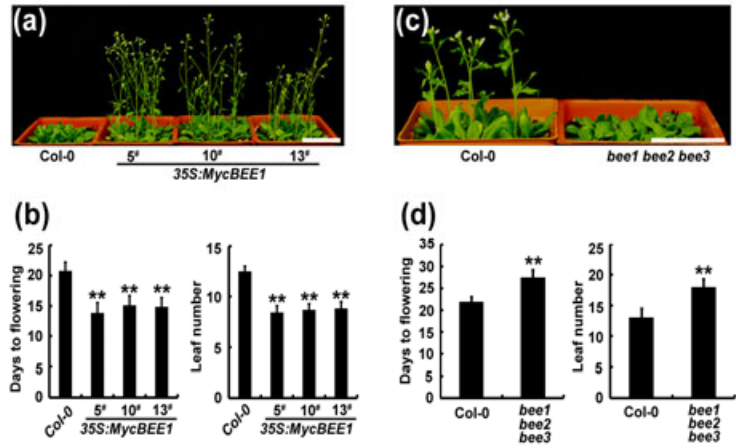 (a)
Col-0 5# 10# 13#
35S:MycBEE1
(c)
Col-0 bee1 bee2 bee3
(b)
Days to flowering
25
20
15
10
5
0
** ** **
Col-0 5# 10# 13#
35S:MycBEE1
Leaf number
15
10
5
0
** ** **
Col-0 5# 10# 13#
35S:MycBEE1
(d)
Days to flowering
35
30
25
20
25
10
5
0
**
Col-0 bee1
bee2
bee3
Leaf number
25
20
15
10
5
0
**
Col-0 bee1
bee2
bee3